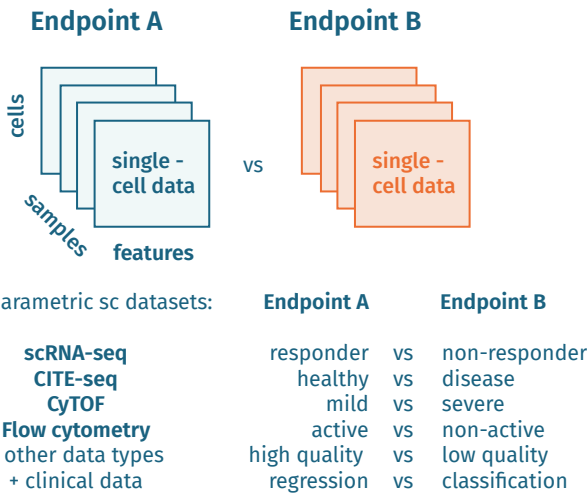 Endpoint A Endpoint B
cells
single - cell data
vs
single - cell data
samples
features
arametric sc datasets: Endpoint A Endpoint B
scRNA-seq responder vs non-responder
CITE-seq healthy vs disease
CyTOF mild vs severe
Flow cytometry active vs non-active
other data types high quality vs low quality
+ clinical data regression vs classification